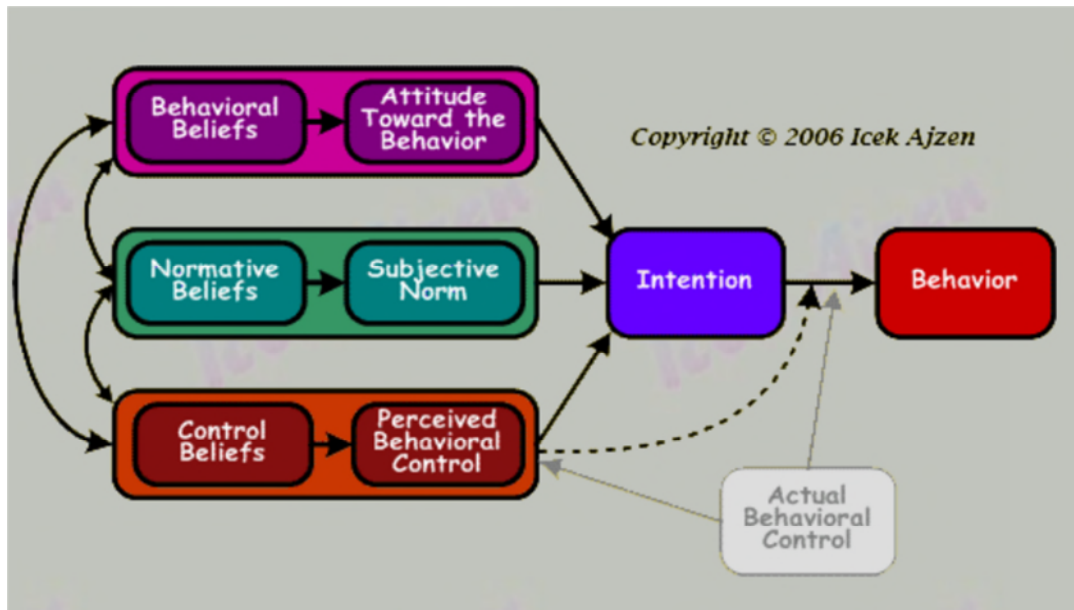 Behavioral
Beliefs
Attitude
Toward the
Behavior
Copyright © 2006 Icek Ajzen
Normative
Beliefs
Subjective
Norm
Intention
Behavior
Control
Beliefs
Perceived
Behavioral
Control
Actual
Behavioral
Control